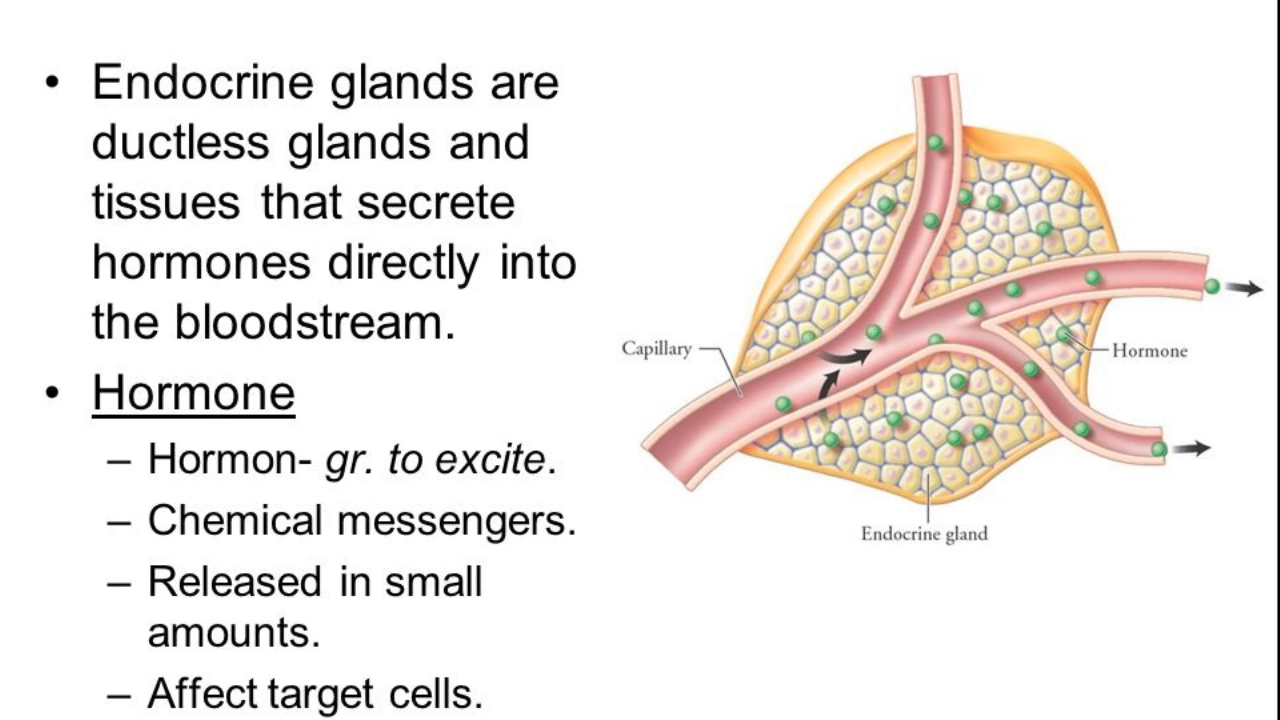 • Endocrine glands are
ductless glands and
tissues that secrete
hormones directly into
the bloodstream.
• Hormone
– Hormon- gr. to excite.
– Chemical messengers.
– Released in small
amounts.
– Affect target cells.
Capillary
Hormone
Endocrine gland